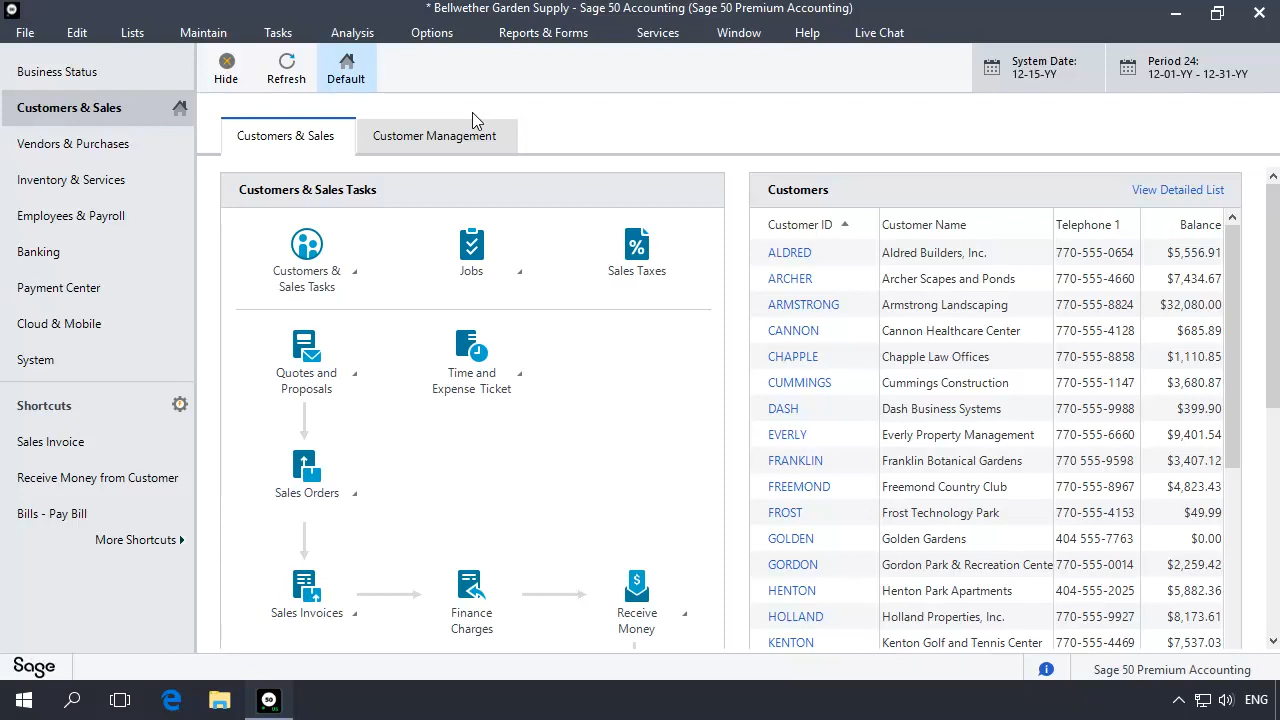 * Bellwether Garden Supply - Sage 50 Accounting (Sage 50 Premium Accounting)
File Edit Lists Maintain Tasks Analysis Options Reports & Forms Services Window Help Live Chat
Business Status
Customers & Sales
Vendors & Purchases
Inventory & Services
Employees & Payroll
Banking
Payment Center
Cloud & Mobile
System
Shortcuts
Sales Invoice
Receive Money from Customer
Bills - Pay Bill
More Shortcuts
Hide Refresh Default
System Date:
12-15-YY
Period 24:
12-01-YY - 12-31-YY
Customers & Sales Customer Management
Customers & Sales Tasks
Customers &
Sales Tasks
Jobs
Sales Taxes
Quotes and
Proposals
Time and
Expense Ticket
Sales Orders
Sales Invoices
Finance
Charges
Receive
Money
Customers View Detailed List
Customer ID Customer Name Telephone 1 Balance
ALDRED Aldred Builders, Inc. 770-555-0654 $5,556.91
ARCHER Archer Scapes and Ponds 770-555-4660 $7,434.67
ARMSTRONG Armstrong Landscaping 770-555-8824 $32,080.00
CANNON Cannon Healthcare Center 770-555-4128 $685.89
CHAPPLE Chapple Law Offices 770-555-8858 $1,110.85
CUMMINGS Cummings Construction 770-555-1147 $3,680.87
DASH Dash Business Systems 770-555-9988 $399.90
EVERLY Everly Property Management 770-555-6660 $9,401.54
FRANKLIN Franklin Botanical Gardens 770 555-9598 $3,407.12
FREEMOND Freemond Country Club 770-555-8967 $4,823.43
FROST Frost Technology Park 770-555-4153 $49.99
GOLDEN Golden Gardens 404 555-7763 $0.00
GORDON Gordon Park & Recreation Cente 770-555-0014 $2,259.42
HENTON Henton Park Apartments 404-555-2025 $5,882.36
HOLLAND Holland Properties, Inc. 770-555-9927 $8,173.61
KENTON Kenton Golf and Tennis Center 770-555-4469 $7,537.03
Sage
Sage 50 Premium Accounting
50
ENG